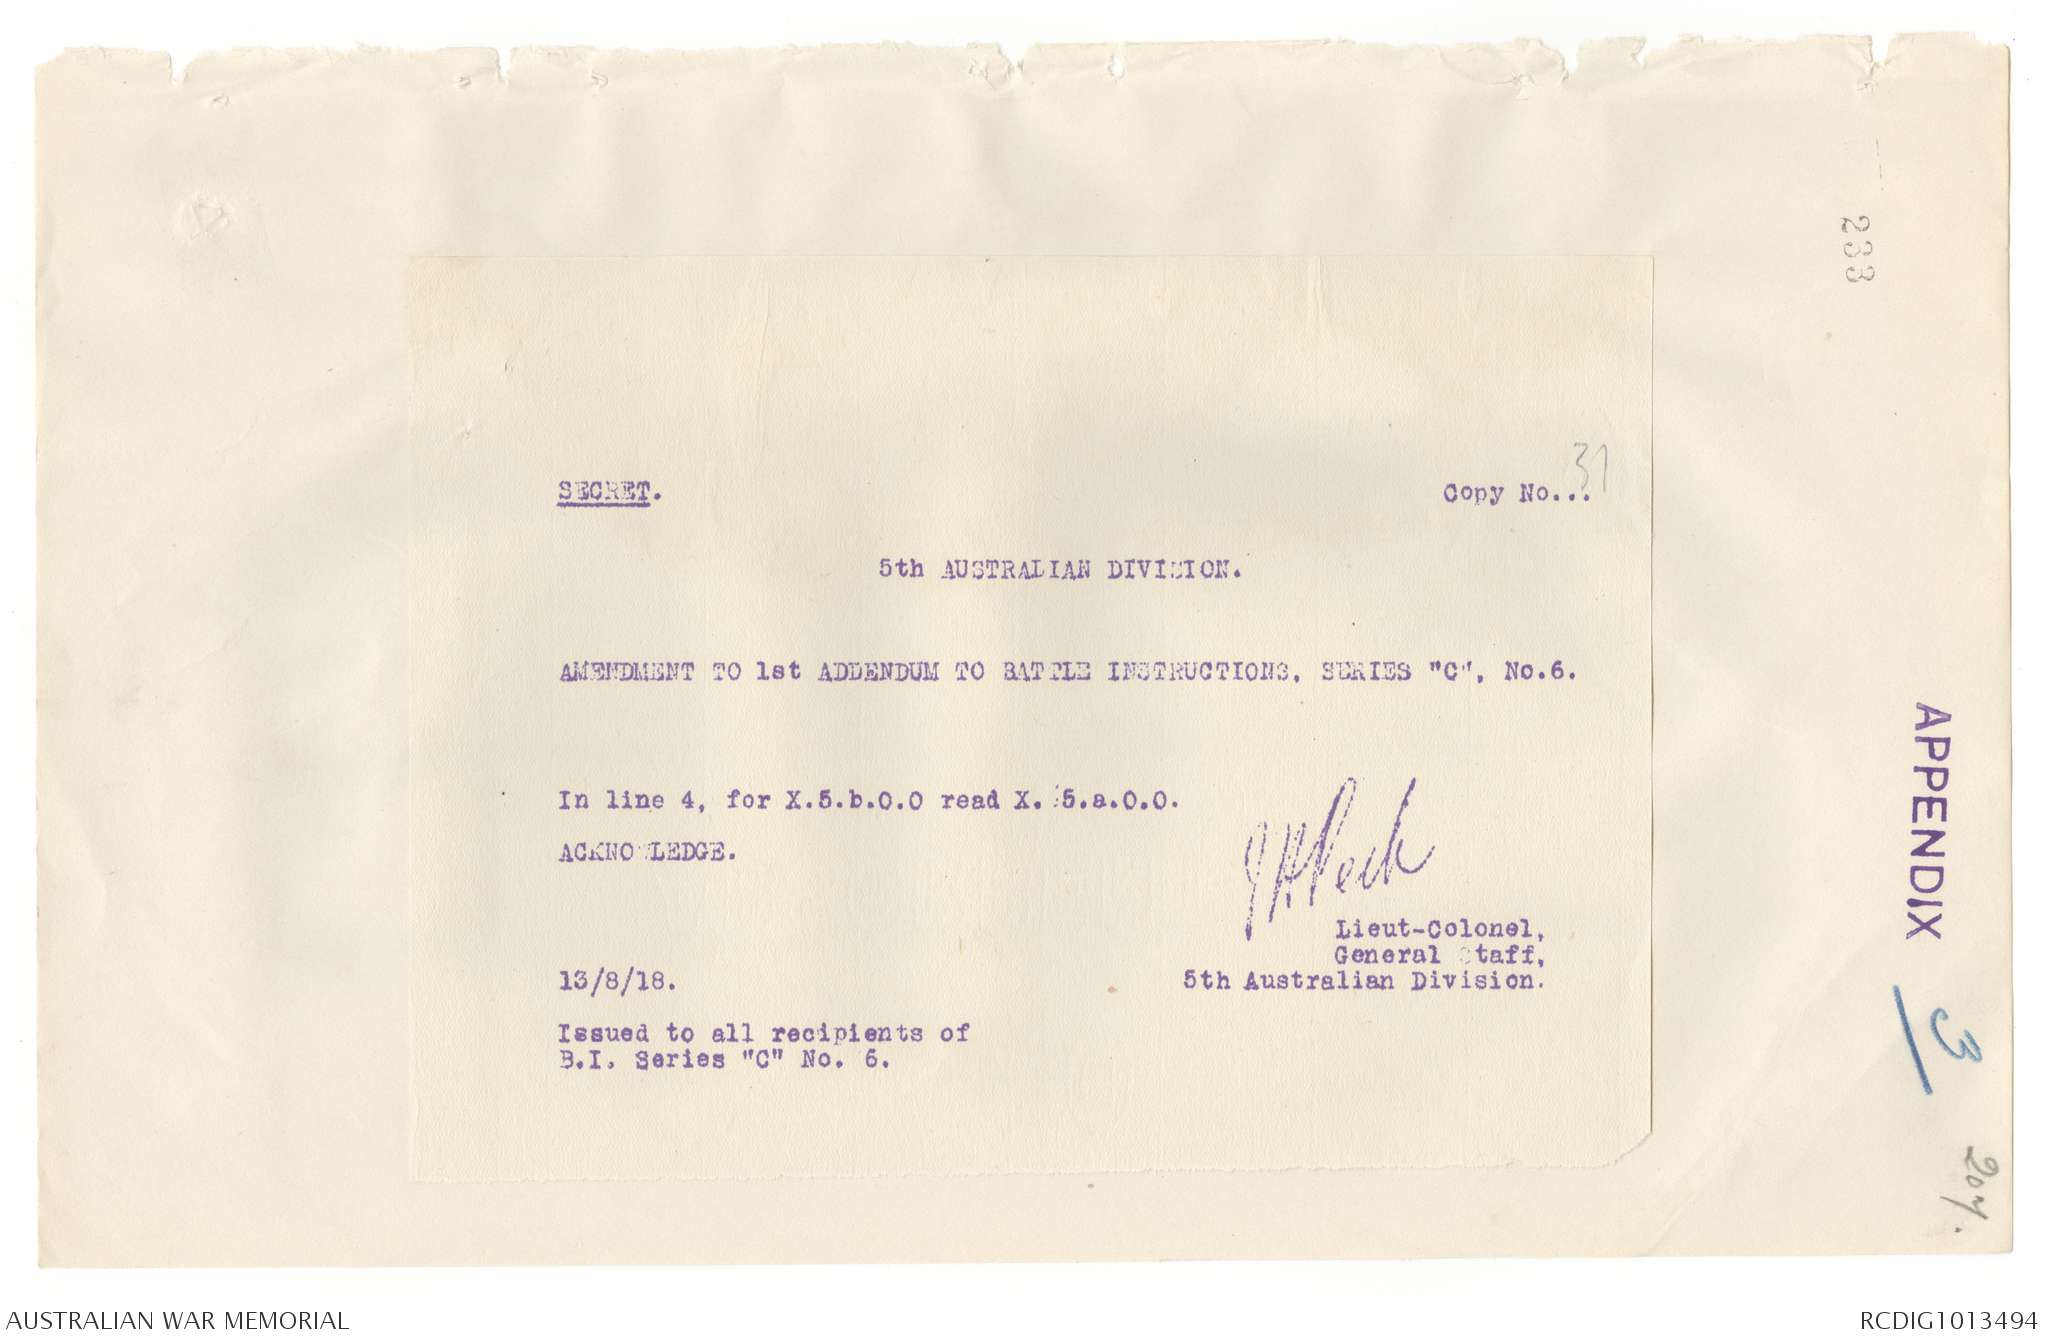 233
SECRET.
Copy No...31
5th AUSTRALIAN DIVISION.
AMENDMENT TO 1st ADDENDUM TO BATTLE INSTRUCTIONS, SERIES "C", No.6.
In line 4, for X.5.b.0.0 read X. 5.a.0.0.
ACKNOWLEDGE.
J H Peck
Lieut-Colonel,
General Staff,
13/8/18.
5th Australian Division.
Issued to all recipients of
B.I. Series "C" No. 6.
APPENDIX
3
AUSTRALIAN WAR MEMORIAL
RCDIG1013494